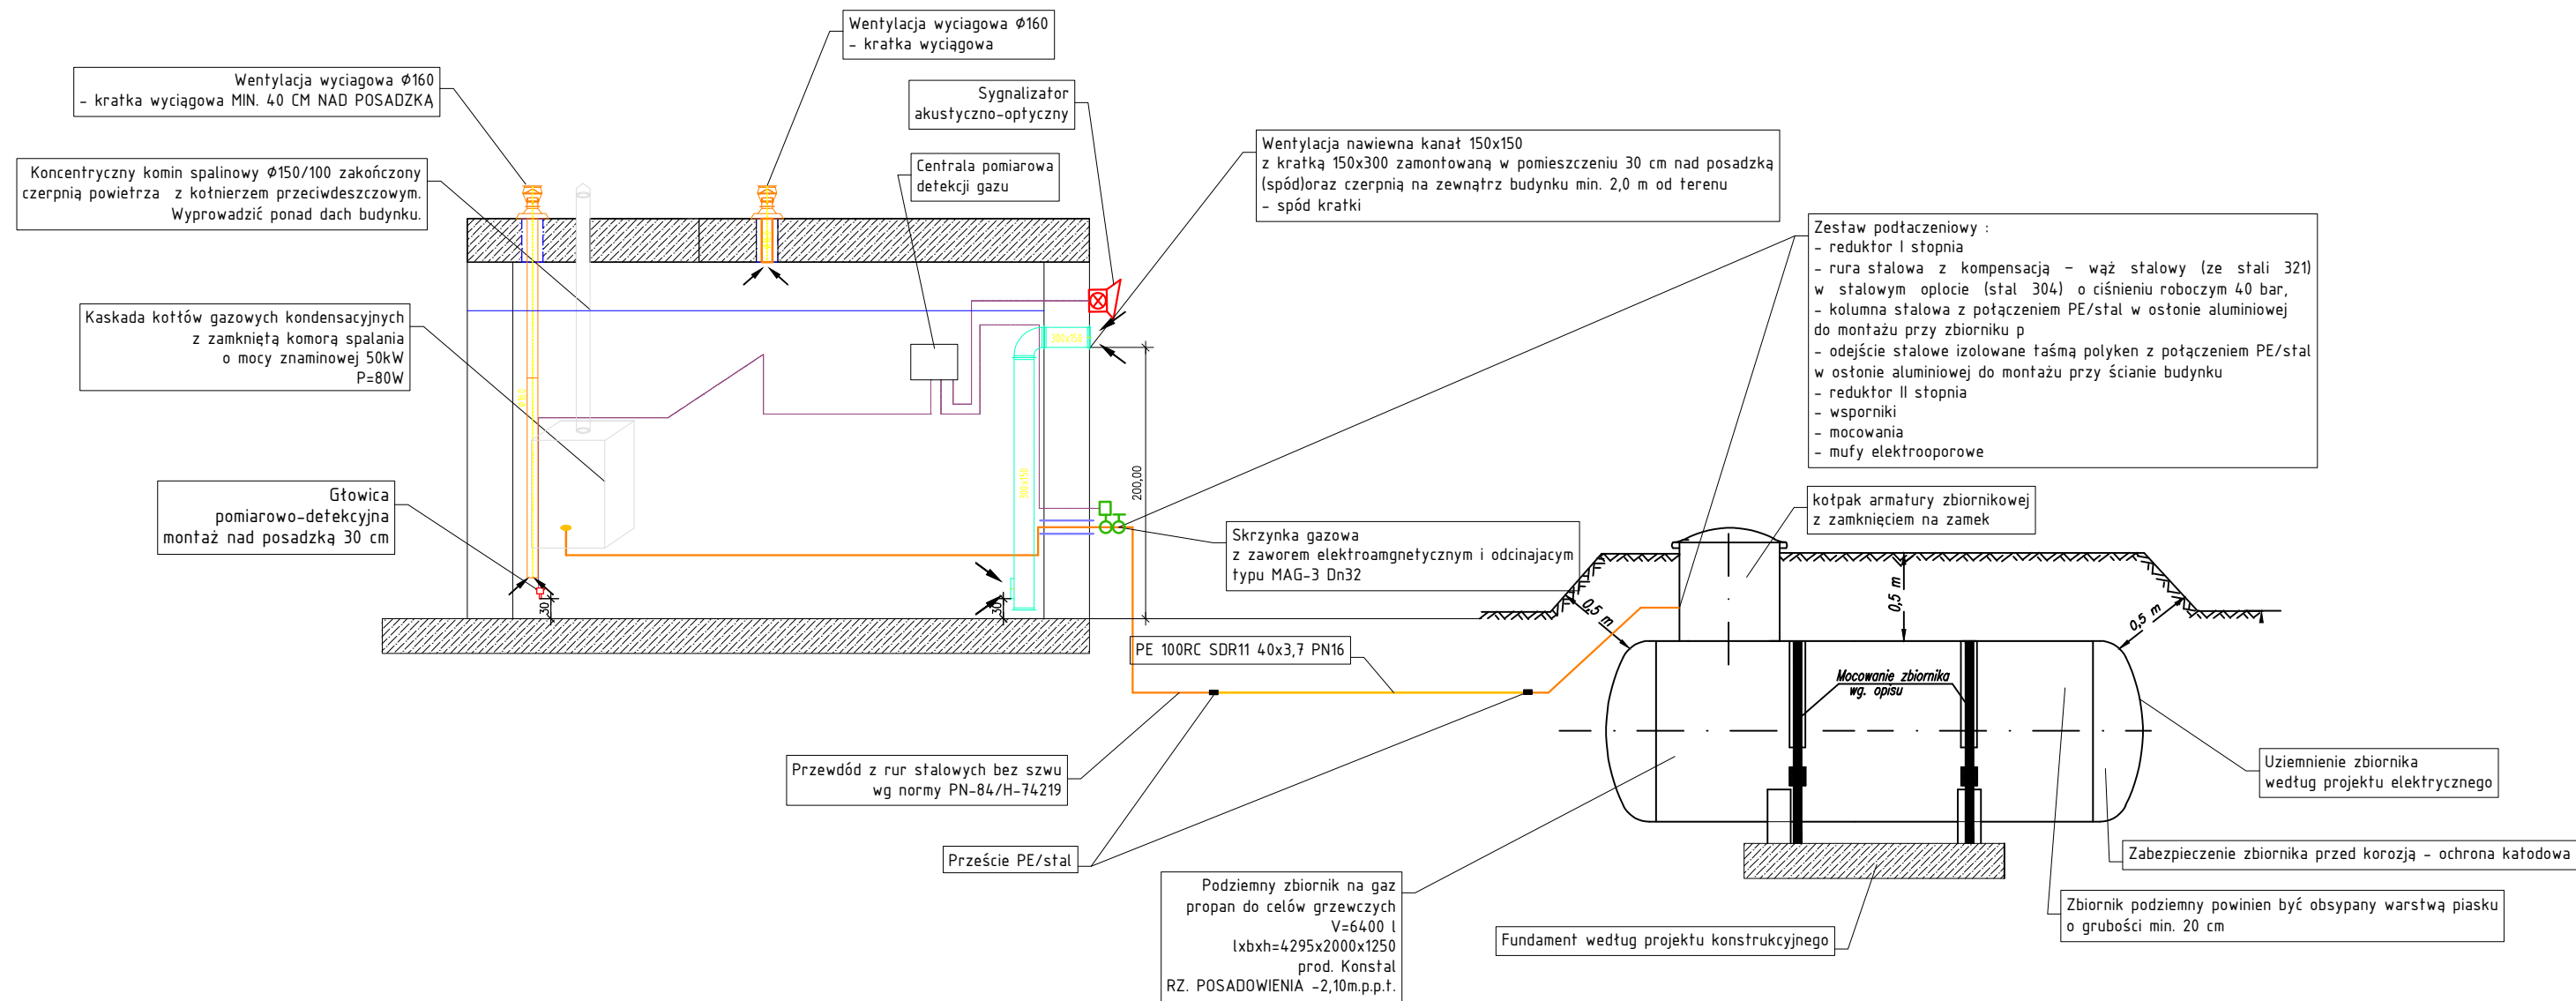 Wentylacja wyciagowa Φ160
- kratka wyciągowa
Wentylacja wyciagowa Φ160
- kratka wyciągowa MIN. 40 CM NAD POSADZKĄ
Sygnalizator
akustyczno-optyczny
Koncentryczny komin spalinowy Φ150/100 zakończony
czerpnią powietrza z kołnierzem przeciwdeszczowym.
Wyprowadzić ponad dach budynku.
Centrala pomiarowa
detekcji gazu
Wentylacja nawiewna kanał 150x150
z kratką 150x300 zamontowaną w pomieszczeniu 30 cm nad posadzką
(spód)oraz czerpnią na zewnątrz budynku min. 2,0 m od terenu
- spód kratki
Zestaw podłaczeniowy :
- reduktor I stopnia
- rura stalowa z kompensacją - wąż stalowy (ze stali 321)
w stalowym oplocie (stal 304) o ciśnieniu roboczym 40 bar,
- kolumna stalowa z połączeniem PE/stal w osłonie aluminiowej
do montażu przy zbiorniku p
- odejście stalowe izolowane taśmą polyken z połączeniem PE/stal
w osłonie aluminiowej do montażu przy ścianie budynku
- reduktor II stopnia
- wsporniki
- mocowania
- mufy elektrooporowe
Kaskada kotłów gazowych kondensacyjnych
z zamkniętą komorą spalania
o mocy znaminowej 50kW
P=80W
300x150
300x150
200,00
Głowica
pomiarowo-detekcyjna
montaż nad posadzką 30 cm
30
30
Skrzynka gazowa
z zaworem elektroamgnetycznym i odcinajacym
typu MAG-3 Dn32
kołpak armatury zbiornikowej
z zamknięciem na zamek
0,5 m
0,5 m
0,5 m
PE 100RC SDR11 40x3,7 PN16
Mocowanie zbiornika
wg. opisu
Przewdód z rur stalowych bez szwu
wg normy PN-84/H-74219
Uziemnienie zbiornika
według projektu elektrycznego
Przeście PE/stal
Zabezpieczenie zbiornika przed korozją - ochrona katodowa
Podziemny zbiornik na gaz
propan do celów grzewczych
V=6400 l
lxbxh=4295x2000x1250
prod. Konstal
RZ. POSADOWIENIA -2,10m.p.p.t.
Zbiornik podziemny powinien być obsypany warstwą piasku
o grubości min. 20 cm
Fundament według projektu konstrukcyjnego